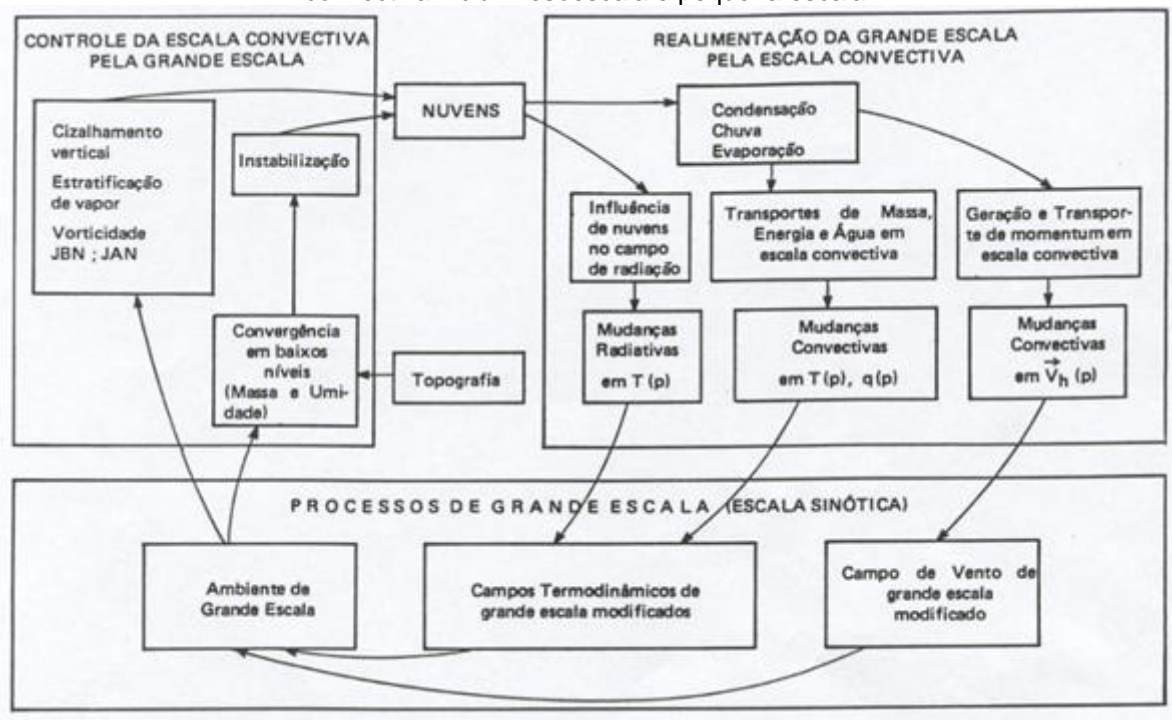 CONTROLE DA ESCALA CONVECTIVA
PELA GRANDE ESCALA
Cizalhamento
vertical
Estratificação
de vapor
Vorticidade
JBN ; JAN
Instabilização
Convergência
em baixos
níveis
(Massa e Umi-
dade)
Topografia
NUVENS
REALIMENTAÇÃO DA GRANDE ESCALA
PELA ESCALA CONVECTIVA
Condensação
Chuva
Evaporação
Influência
de nuvens
no campo
de radiação
Transportes de Massa,
Energia e Água em
escala convectiva
Geração e Transpor-
te de momentum em
escala convectiva
Mudanças
Radiativas
em T (p)
Mudanças
Convectivas
em T (p), q (p)
Mudanças
Convectivas
em V⃗h (p)
PROCESSOS DE GRANDE ESCALA (ESCALA SINÓTICA)
Ambiente de
Grande Escala
Campos Termodinâmicos de
grande escala modificados
Campo de Vento de
grande escala
modificado